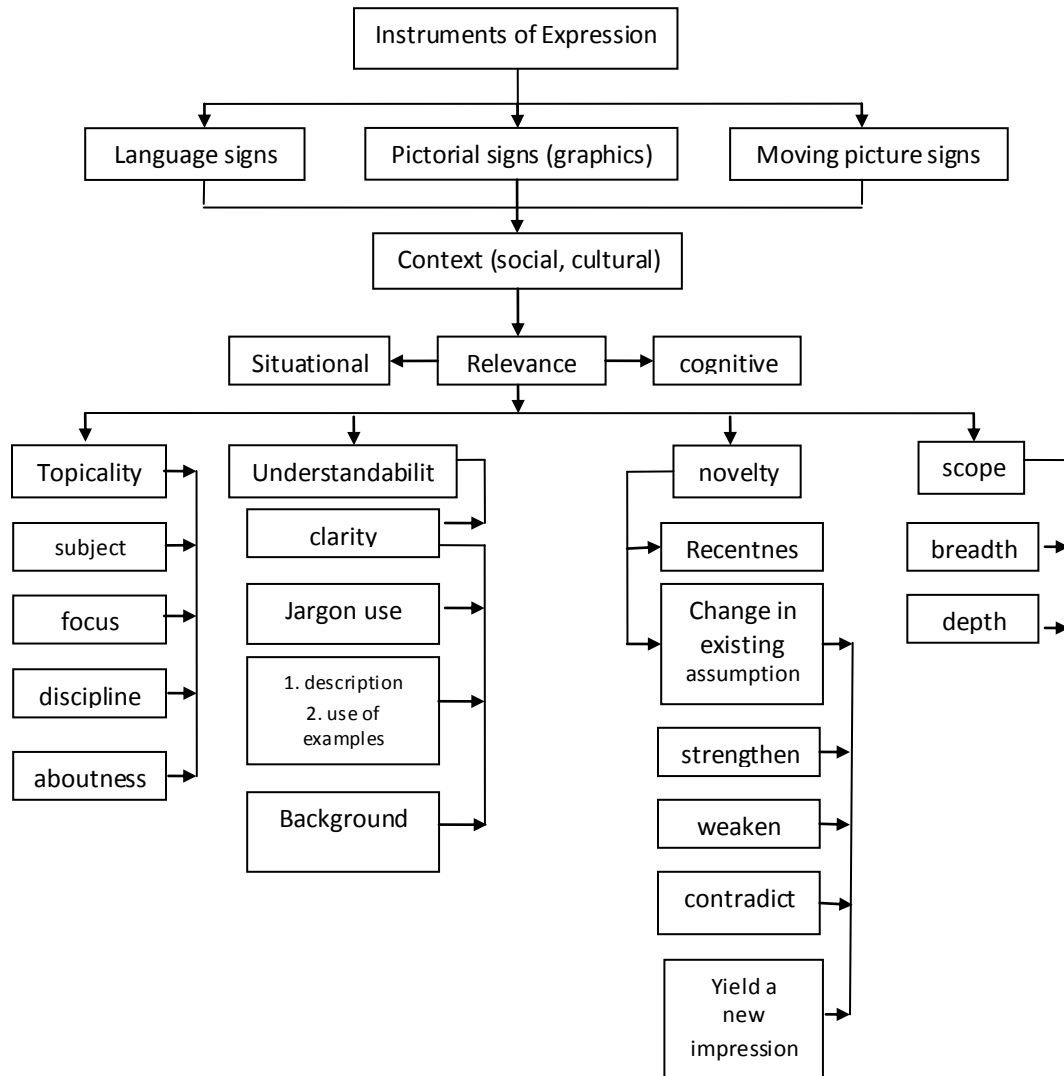 Instruments of Expression
Language signs
Pictorial signs (graphics)
Moving picture signs
Context (social, cultural)
Situational
Relevance
cognitive
Topicality
Understandabilit
novelty
scope
subject
clarity
Recentnes
breadth
focus
Jargon use
Change in
existing
assumption
depth
discipline
1. description
2. use of
examples
strengthen
aboutness
Background
weaken
contradict
Yield a
new
impression